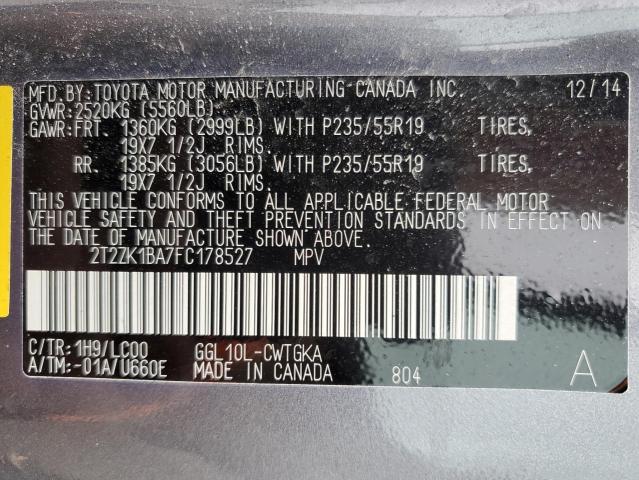 MFD.BY:TOYOTA MOTOR MANUFACTURING CANADA INC. 12/14
GVWR:2520KG (5560LB)
GAWR:FRT. 1360KG (2999LB) WITH P235/55R19 TIRES,
19X7 1/2J RIMS.
RR. 1385KG (3056LB) WITH P235/55R19 TIRES,
19X7 1/2J RIMS.
THIS VEHICLE CONFORMS TO ALL APPLICABLE FEDERAL MOTOR
VEHICLE SAFETY AND THEFT PREVENTION STANDARDS IN EFFECT ON
THE DATE OF MANUFACTURE SHOWN ABOVE.
2T2ZK1BA7FC178527 MPV
C/TR:1H9/LC00 GGL10L-CWTGKA
A/TM:-01A/U660E MADE IN CANADA 804 A